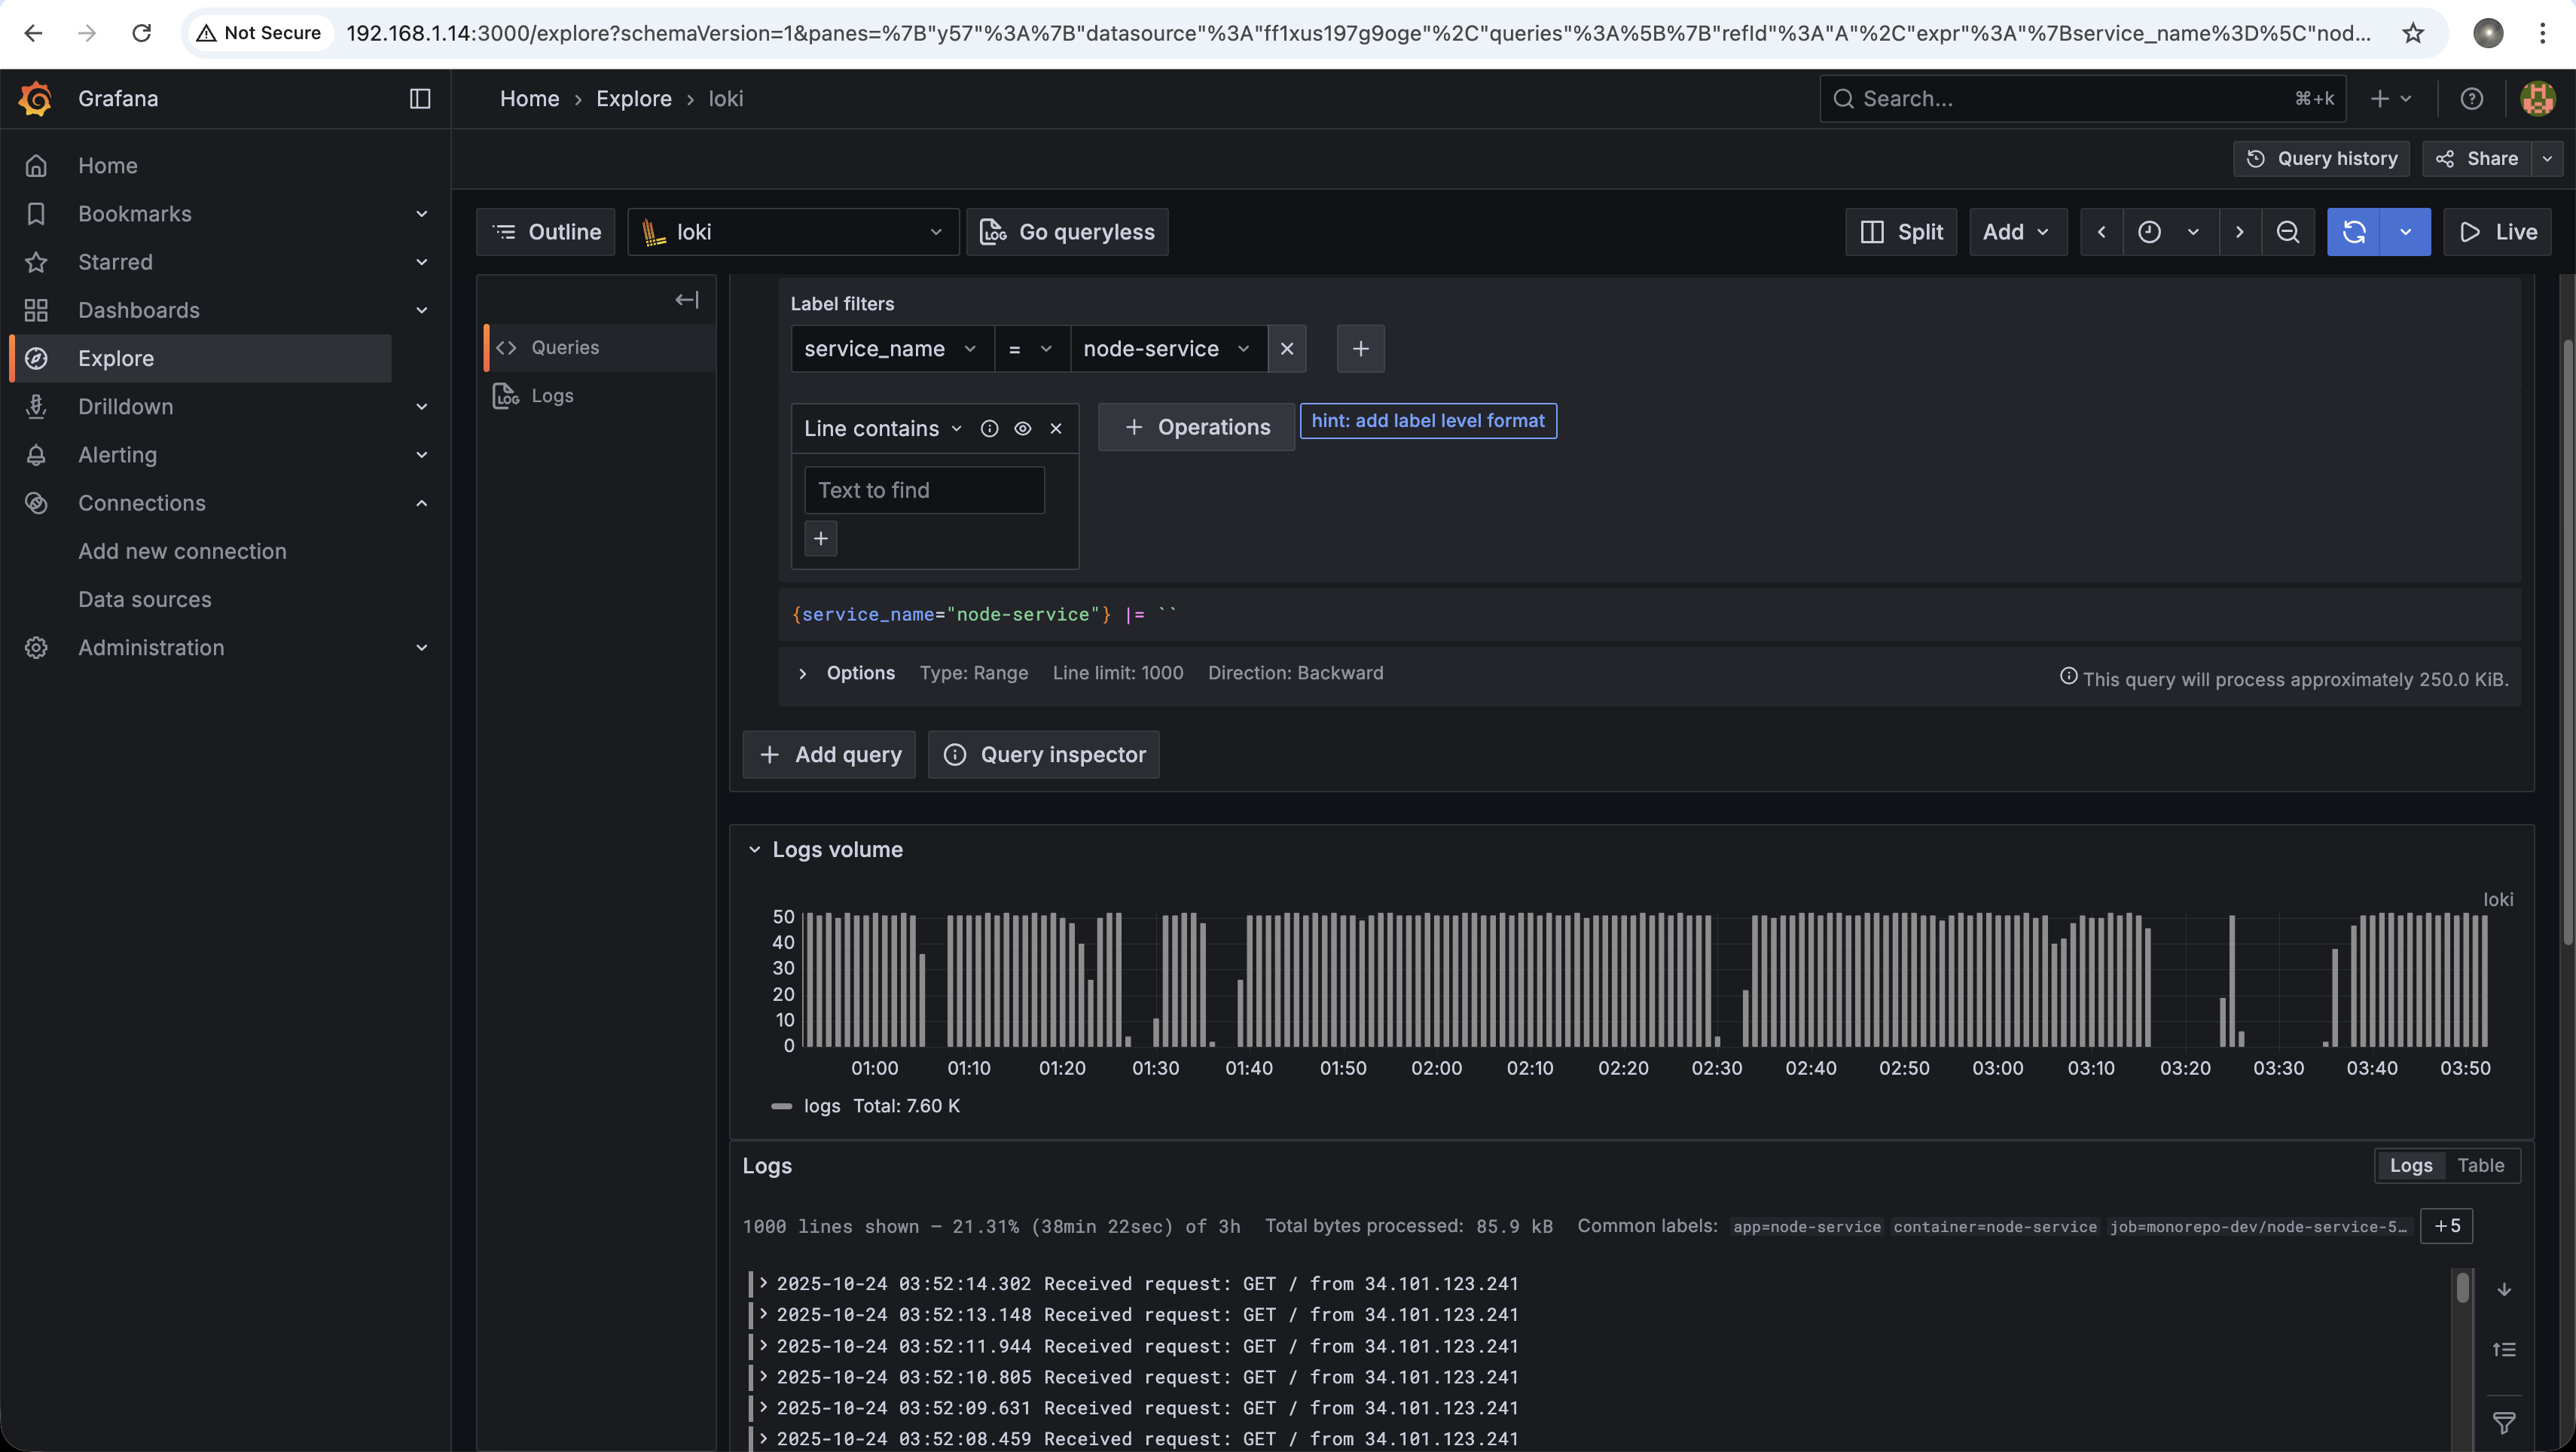 Not Secure 192.168.1.14:3000/explore?schemaVersion=1&panes=%7B"y57"%3A%7B"datasource"%3A"ff1xus197g9oge"%2C"queries"%3A%5B%7B"refId"%3A"A"%2C"expr"%3A"%7Bservice_name%3D%5C"nod...
Grafana
Home › Explore › loki
Search... ⌘+k
Home
Bookmarks
Starred
Dashboards
Explore
Drilldown
Alerting
Connections
Add new connection
Data sources
Administration
Query history Share
Outline loki Go queryless Split Add Live
Queries
Logs
Label filters
service_name = node-service
Line contains
Operations
hint: add label level format
Text to find
{service_name="node-service"} |= ``
Options Type: Range Line limit: 1000 Direction: Backward
This query will process approximately 250.0 KiB.
+ Add query Query inspector
Logs volume
loki
50
40
30
20
10
0
01:00 01:10 01:20 01:30 01:40 01:50 02:00 02:10 02:20 02:30 02:40 02:50 03:00 03:10 03:20 03:30 03:40 03:50
logs Total: 7.60 K
Logs
Logs Table
1000 lines shown — 21.31% (38min 22sec) of 3h Total bytes processed: 85.9 kB Common labels: app=node-service container=node-service job=monorepo-dev/node-service-5… +5
2025-10-24 03:52:14.302 Received request: GET / from 34.101.123.241
2025-10-24 03:52:13.148 Received request: GET / from 34.101.123.241
2025-10-24 03:52:11.944 Received request: GET / from 34.101.123.241
2025-10-24 03:52:10.805 Received request: GET / from 34.101.123.241
2025-10-24 03:52:09.631 Received request: GET / from 34.101.123.241
2025-10-24 03:52:08.459 Received request: GET / from 34.101.123.241